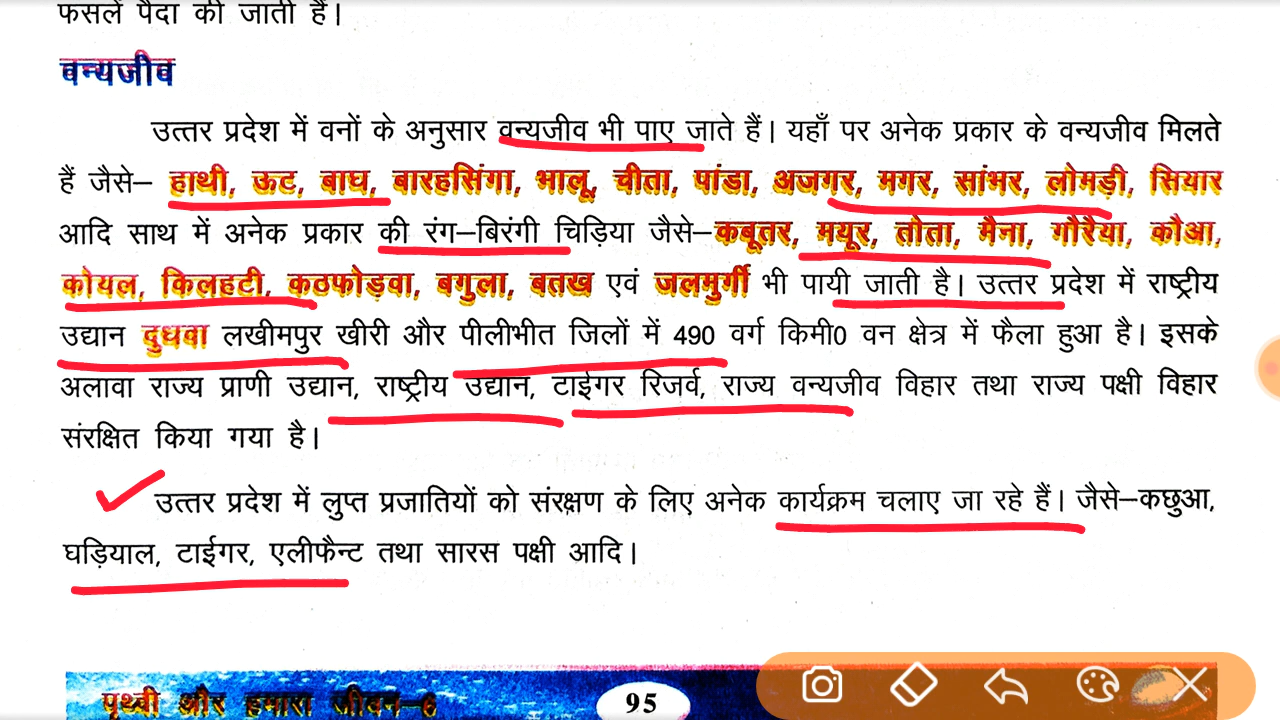 फसलें पैदा की जाती हैं।
वन्यजीव
उत्तर प्रदेश में वनों के अनुसार वन्यजीव भी पाए जाते हैं। यहाँ पर अनेक प्रकार के वन्यजीव मिलते
हैं जैसे– हाथी, ऊट, बाघ, बारहसिंगा, भालू, चीता, पांडा, अजगर, मगर, सांभर, लोमड़ी, सियार
आदि साथ में अनेक प्रकार की रंग–बिरंगी चिड़िया जैसे–कबूतर, मयूर, तोता, मैना, गौरैया, कौआ,
कोयल, किलहटी, कठफोड़वा, बगुला, बतख एवं जलमुर्गी भी पायी जाती है। उत्तर प्रदेश में राष्ट्रीय
उद्यान दुधवा लखीमपुर खीरी और पीलीभीत जिलों में 490 वर्ग किमी0 वन क्षेत्र में फैला हुआ है। इसके
अलावा राज्य प्राणी उद्यान, राष्ट्रीय उद्यान, टाईगर रिजर्व, राज्य वन्यजीव विहार तथा राज्य पक्षी विहार
संरक्षित किया गया है।
उत्तर प्रदेश में लुप्त प्रजातियों को संरक्षण के लिए अनेक कार्यक्रम चलाए जा रहे हैं। जैसे–कछुआ,
घड़ियाल, टाईगर, एलीफैन्ट तथा सारस पक्षी आदि।
पृथ्वी और हमारा जीवन–6
95